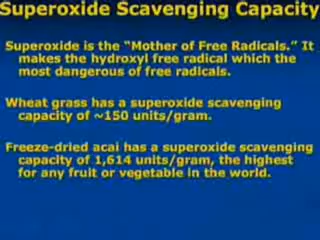 Superoxide Scavenging Capacity
Superoxide is the “Mother of Free Radicals.” It
makes the hydroxyl free radical which the
most dangerous of free radicals.
Wheat grass has a superoxide scavenging
capacity of ~150 units/gram.
Freeze-dried acai has a superoxide scavenging
capacity of 1,614 units/gram, the highest
for any fruit or vegetable in the world.